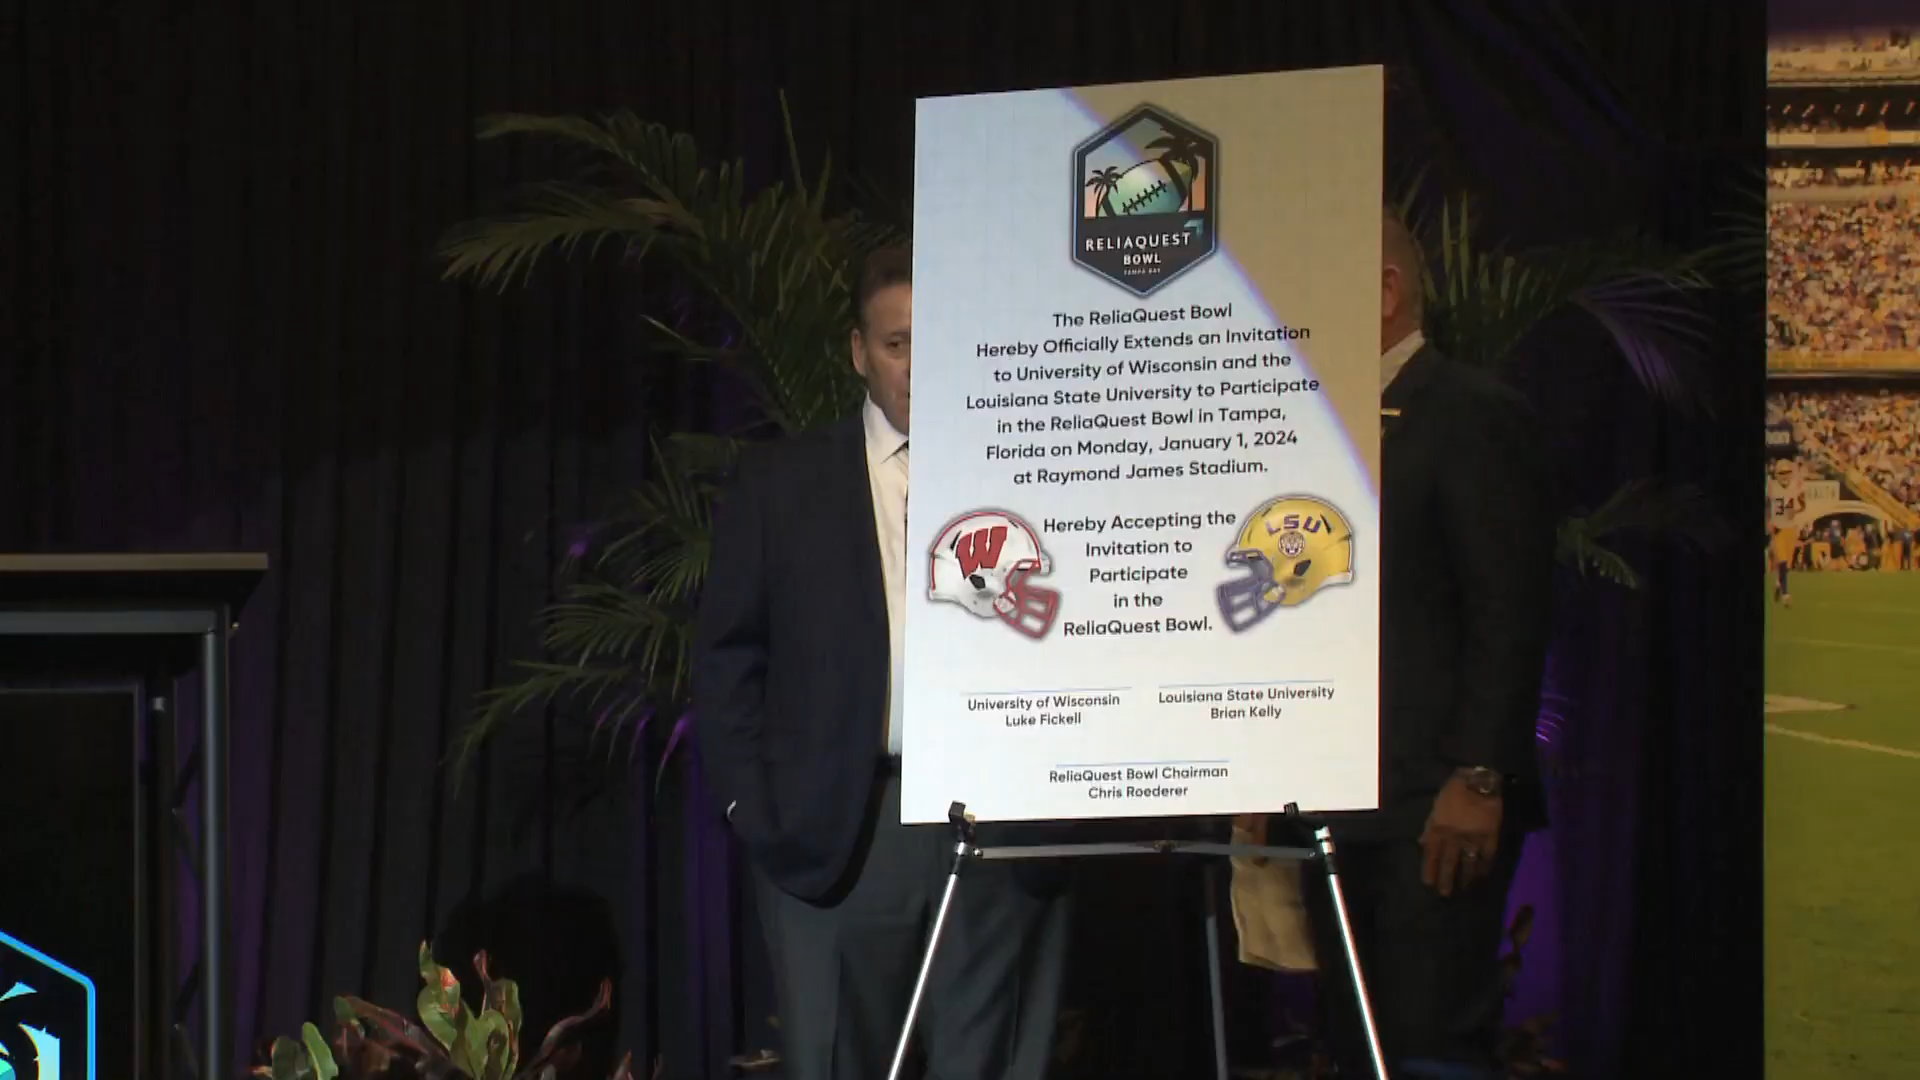 RELIAQUEST
BOWL
TAMPA BAY
The ReliaQuest Bowl
Hereby Officially Extends an Invitation
to University of Wisconsin and the
Louisiana State University to Participate
in the ReliaQuest Bowl in Tampa,
Florida on Monday, January 1, 2024
at Raymond James Stadium.
W
LSU
Hereby Accepting the
Invitation to
Participate
in the
ReliaQuest Bowl.
University of Wisconsin
Luke Fickell
Louisiana State University
Brian Kelly
ReliaQuest Bowl Chairman
Chris Roederer
34